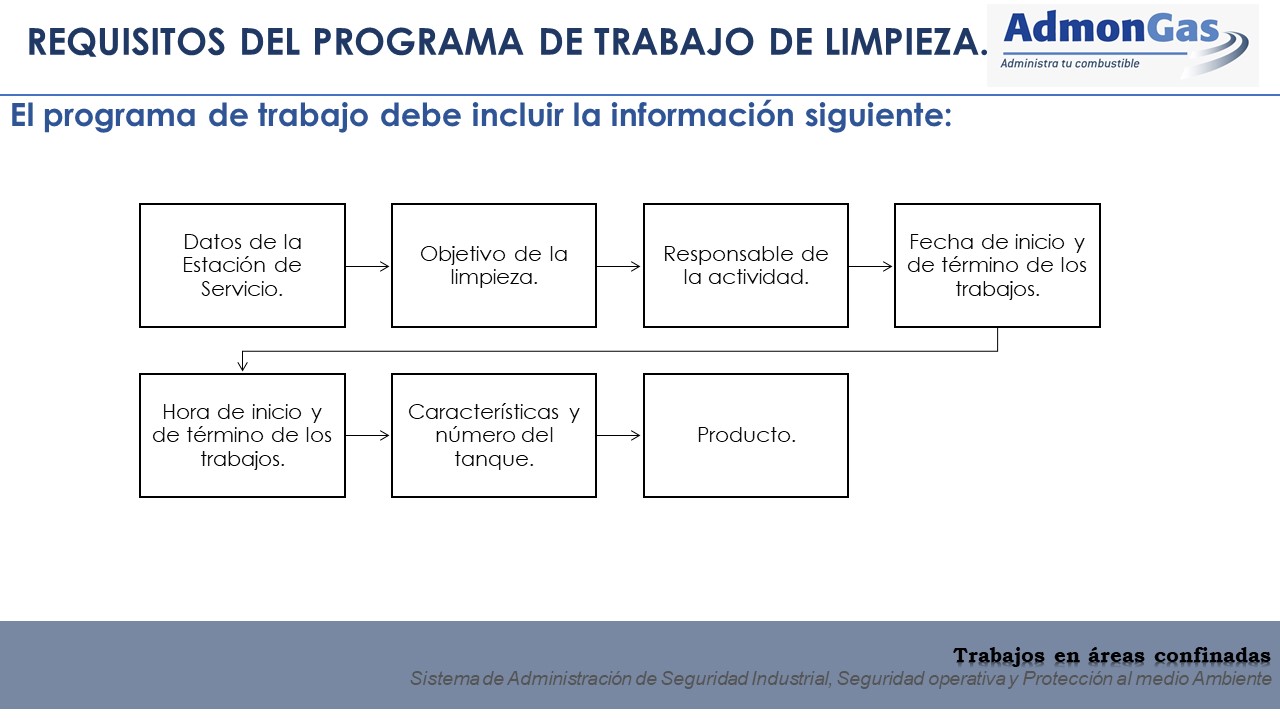 REQUISITOS DEL PROGRAMA DE TRABAJO DE LIMPIEZA.
AdmonGas
Administra tu combustible
El programa de trabajo debe incluir la información siguiente:
Datos de la
Estación de
Servicio.
Objetivo de la
limpieza.
Responsable de
la actividad.
Fecha de inicio y
de término de los
trabajos.
Hora de inicio y
de término de los
trabajos.
Características y
número del
tanque.
Producto.
Trabajos en áreas confinadas
Sistema de Administración de Seguridad Industrial, Seguridad operativa y Protección al medio Ambiente